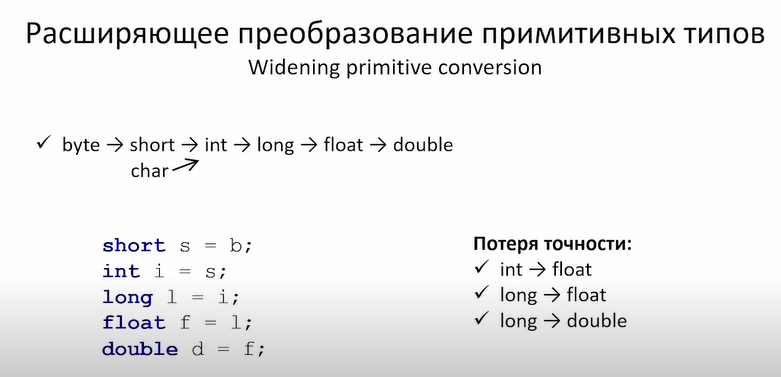 Расширяющее преобразование примитивных типов
Widening primitive conversion
✓ byte → short → int → long → float → double
char
short s = b;
int i = s;
long l = i;
float f = l;
double d = f;
Потеря точности:
✓ int → float
✓ long → float
✓ long → double